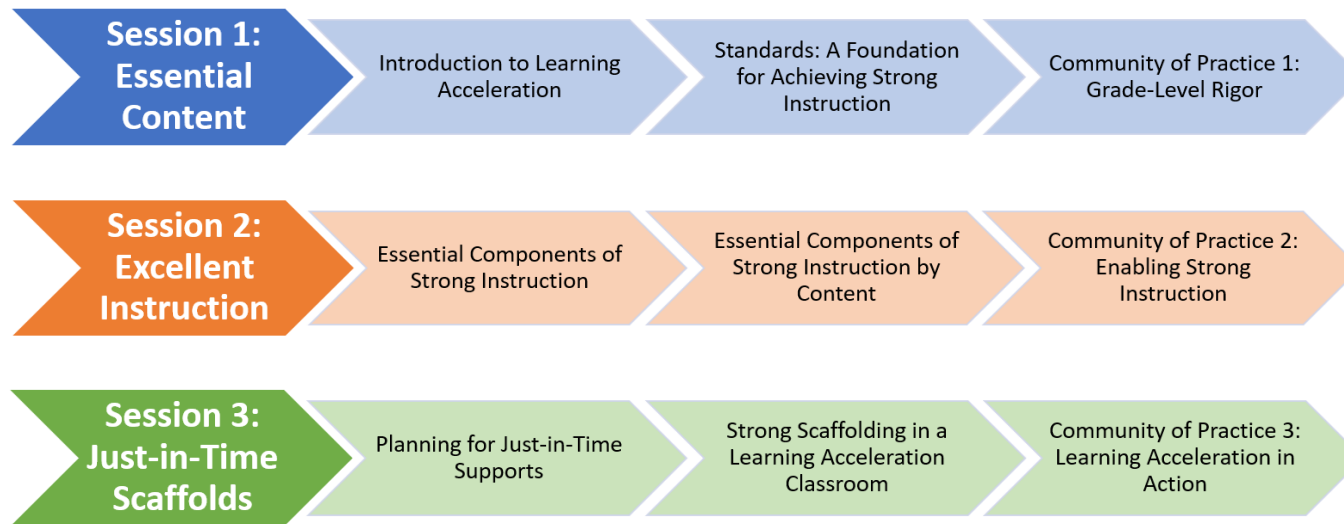 Session 1:
Essential
Content
Introduction to Learning
Acceleration
Standards: A Foundation
for Achieving Strong
Instruction
Community of Practice 1:
Grade-Level Rigor
Session 2:
Excellent
Instruction
Essential Components of
Strong Instruction
Essential Components of
Strong Instruction by
Content
Community of Practice 2:
Enabling Strong
Instruction
Session 3:
Just-in-Time
Scaffolds
Planning for Just-in-Time
Supports
Strong Scaffolding in a
Learning Acceleration
Classroom
Community of Practice 3:
Learning Acceleration in
Action